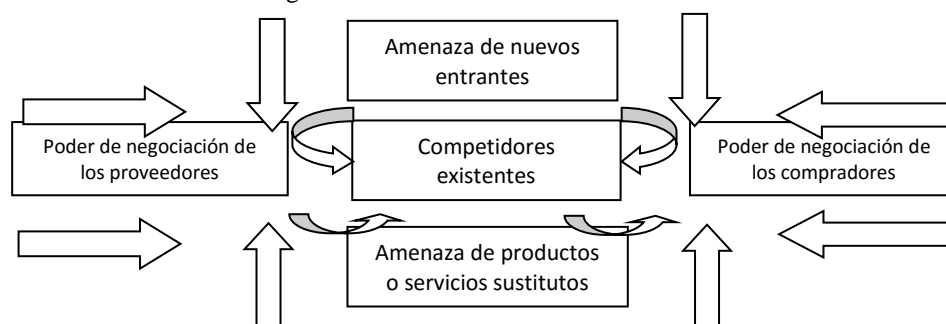 Amenaza de nuevos
entrantes
Poder de negociación de
los proveedores
Competidores
existentes
Poder de negociación de
los compradores
Amenaza de productos
o servicios sustitutos